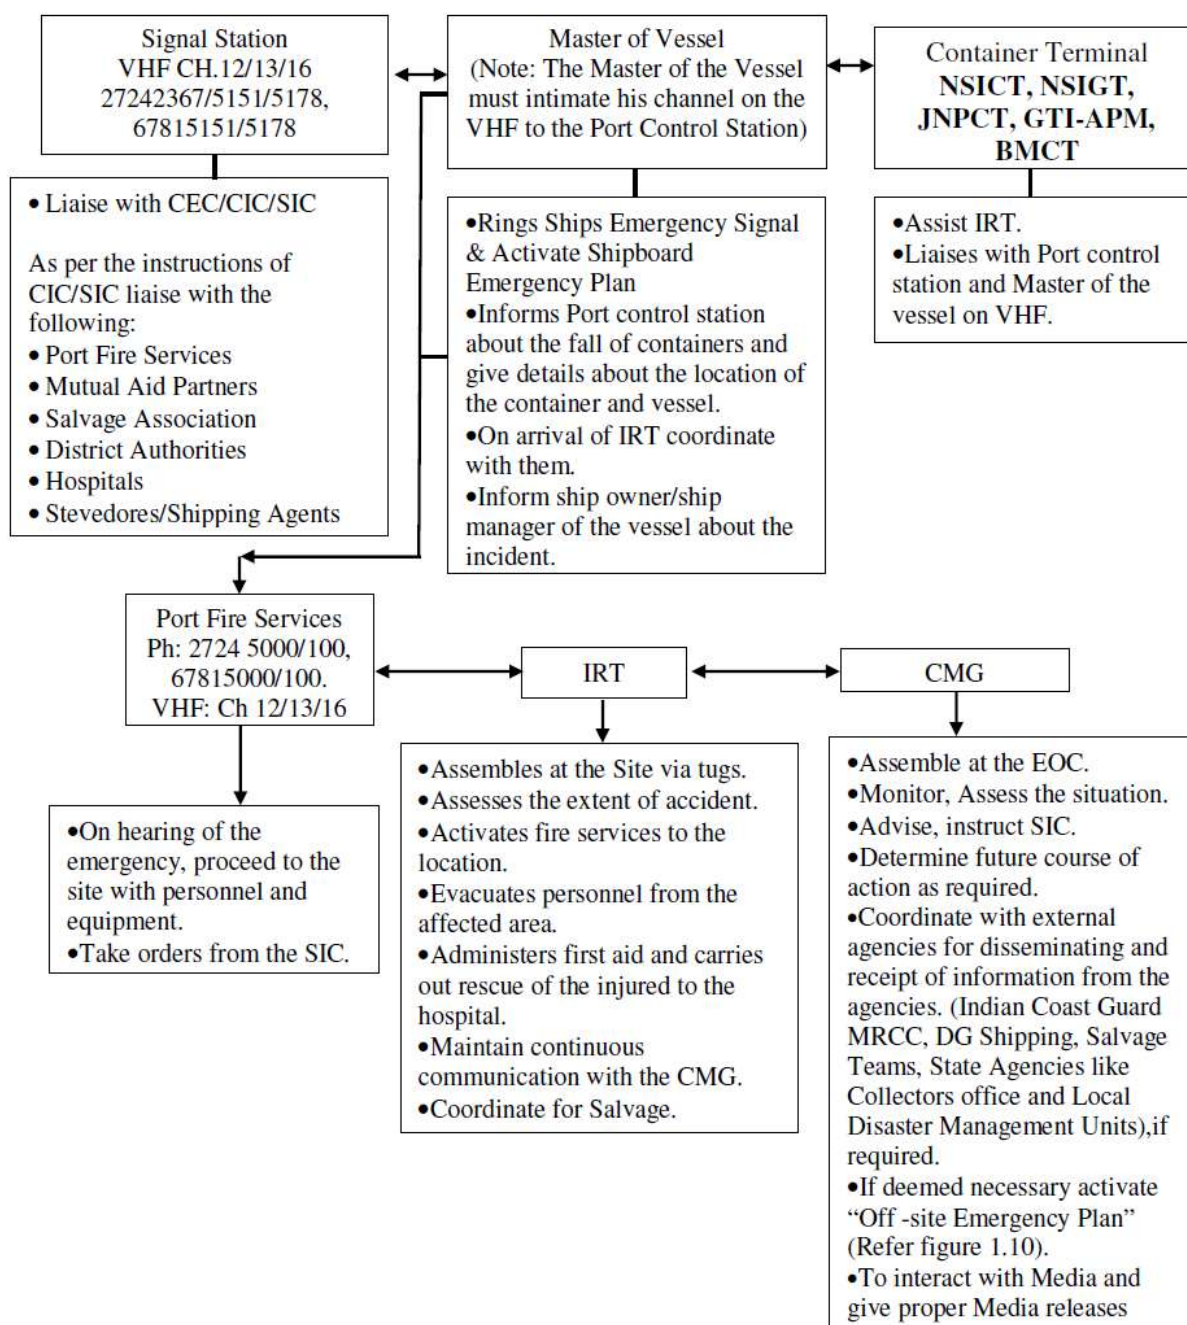 Signal Station
VHF CH.12/13/16
27242367/5151/5178,
67815151/5178
Master of Vessel
(Note: The Master of the Vessel
must intimate his channel on the
VHF to the Port Control Station)
Container Terminal
NSICT, NSIGT,
JNPCT, GTI-APM,
BMCT
• Liaise with CEC/CIC/SIC
As per the instructions of
CIC/SIC liaise with the
following:
• Port Fire Services
• Mutual Aid Partners
• Salvage Association
• District Authorities
• Hospitals
• Stevedores/Shipping Agents
•Rings Ships Emergency Signal
& Activate Shipboard
Emergency Plan
•Informs Port control station
about the fall of containers and
give details about the location of
the container and vessel.
•On arrival of IRT coordinate
with them.
•Inform ship owner/ship
manager of the vessel about the
incident.
•Assist IRT.
•Liaises with Port control
station and Master of the
vessel on VHF.
Port Fire Services
Ph: 2724 5000/100,
67815000/100.
VHF: Ch 12/13/16
IRT
CMG
•On hearing of the
emergency, proceed to the
site with personnel and
equipment.
•Take orders from the SIC.
•Assembles at the Site via tugs.
•Assesses the extent of accident.
•Activates fire services to the
location.
•Evacuates personnel from the
affected area.
•Administers first aid and carries
out rescue of the injured to the
hospital.
•Maintain continuous
communication with the CMG.
•Coordinate for Salvage.
•Assemble at the EOC.
•Monitor, Assess the situation.
•Advise, instruct SIC.
•Determine future course of
action as required.
•Coordinate with external
agencies for disseminating and
receipt of information from the
agencies. (Indian Coast Guard
MRCC, DG Shipping, Salvage
Teams, State Agencies like
Collectors office and Local
Disaster Management Units),if
required.
•If deemed necessary activate
“Off -site Emergency Plan”
(Refer figure 1.10).
•To interact with Media and
give proper Media releases